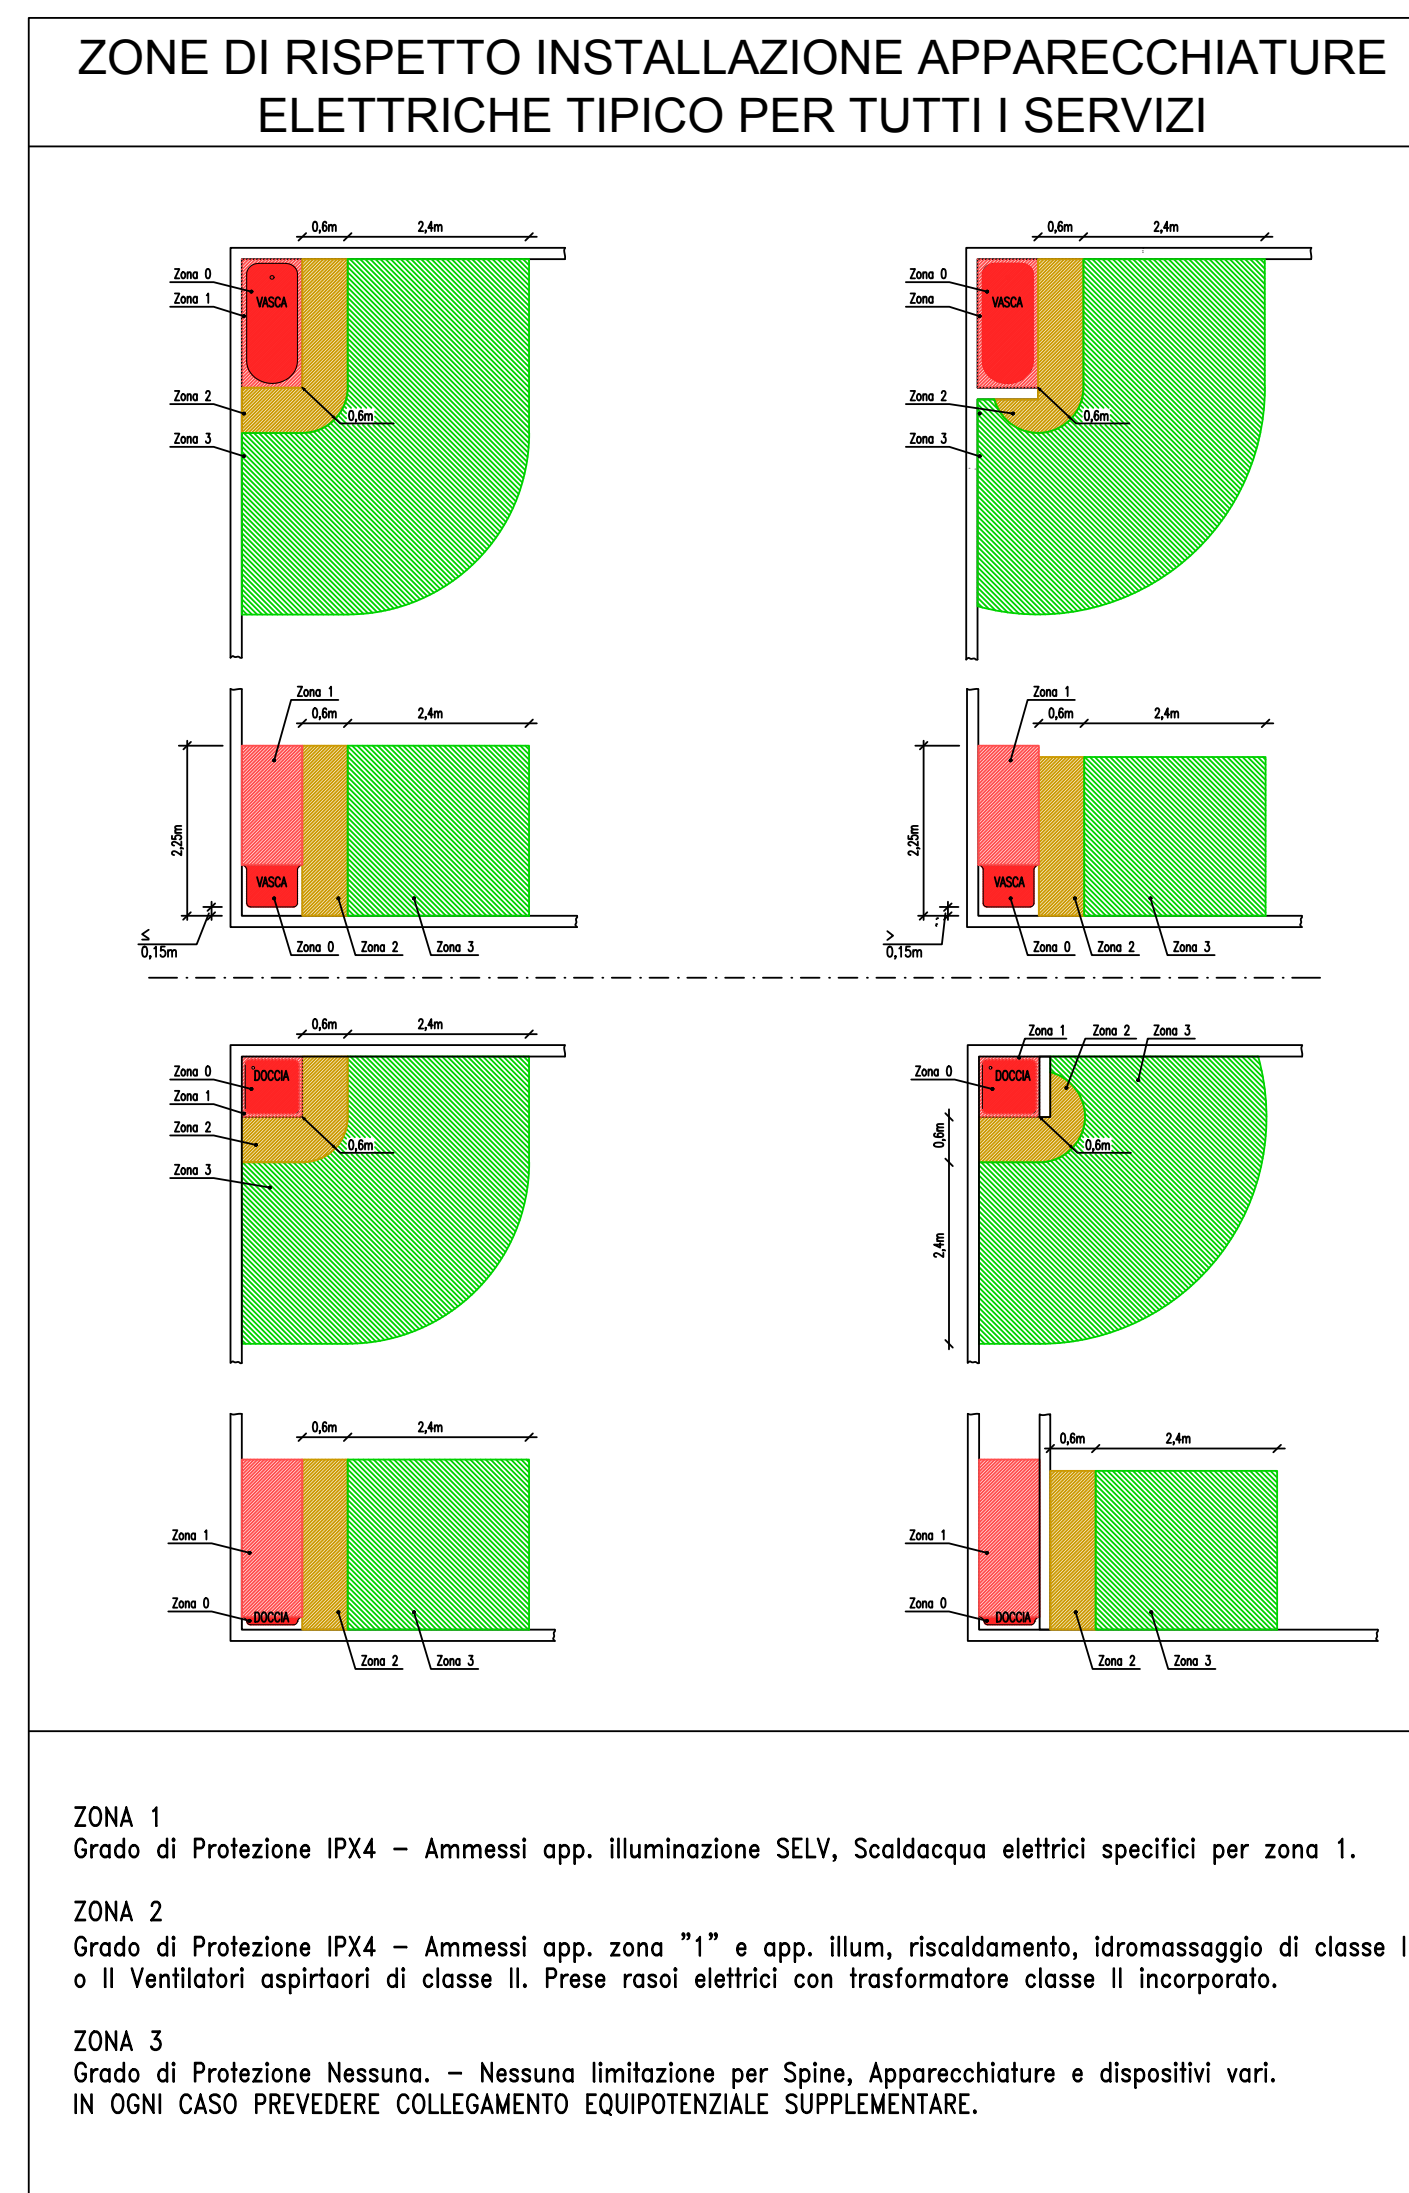 ZONE DI RISPETTO INSTALLAZIONE APPARECCHIATURE
ELETTRICHE TIPICO PER TUTTI I SERVIZI
0,6m
2,4m
Zona 0
Zona 1
VASCA
Zona 2
0,6m
Zona 3
0,6m
2,4m
Zona 0
Zona
VASCA
Zona 2
0,6m
Zona 3
Zona 1
0,6m
2,4m
2,25m
VASCA
≤
0,15m
Zona 0
Zona 2
Zona 3
Zona 1
0,6m
2,4m
2,25m
VASCA
>
0,15m
Zona 0
Zona 2
Zona 3
0,6m
2,4m
Zona 0
DOCCIA
Zona 1
Zona 2
0,6m
Zona 3
Zona 1
Zona 2
Zona 3
Zona 0
DOCCIA
0,6m
0,6m
2,4m
0,6m
2,4m
Zona 1
Zona 0
DOCCIA
Zona 2
Zona 3
0,6m
2,4m
Zona 1
Zona 0
DOCCIA
Zona 2
Zona 3
ZONA 1
Grado di Protezione IPX4 – Ammessi app. illuminazione SELV, Scaldacqua elettrici specifici per zona 1.
ZONA 2
Grado di Protezione IPX4 – Ammessi app. zona "1" e app. illum, riscaldamento, idromassaggio di classe I
o II Ventilatori aspirtaori di classe II. Prese rasoi elettrici con trasformatore classe II incorporato.
ZONA 3
Grado di Protezione Nessuna. – Nessuna limitazione per Spine, Apparecchiature e dispositivi vari.
IN OGNI CASO PREVEDERE COLLEGAMENTO EQUIPOTENZIALE SUPPLEMENTARE.